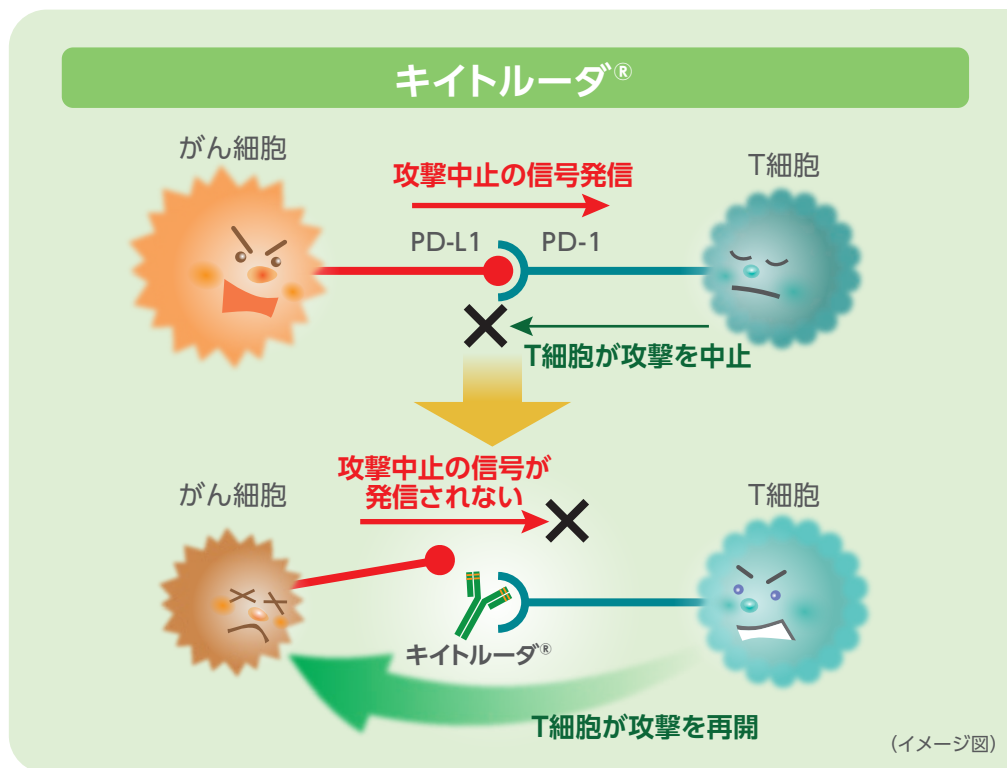 キイトルーダ®
がん細胞
T細胞
攻撃中止の信号発信
PD-L1
PD-1
T細胞が攻撃を中止
攻撃中止の信号が
発信されない
がん細胞
T細胞
キイトルーダ®
T細胞が攻撃を再開
(イメージ図)